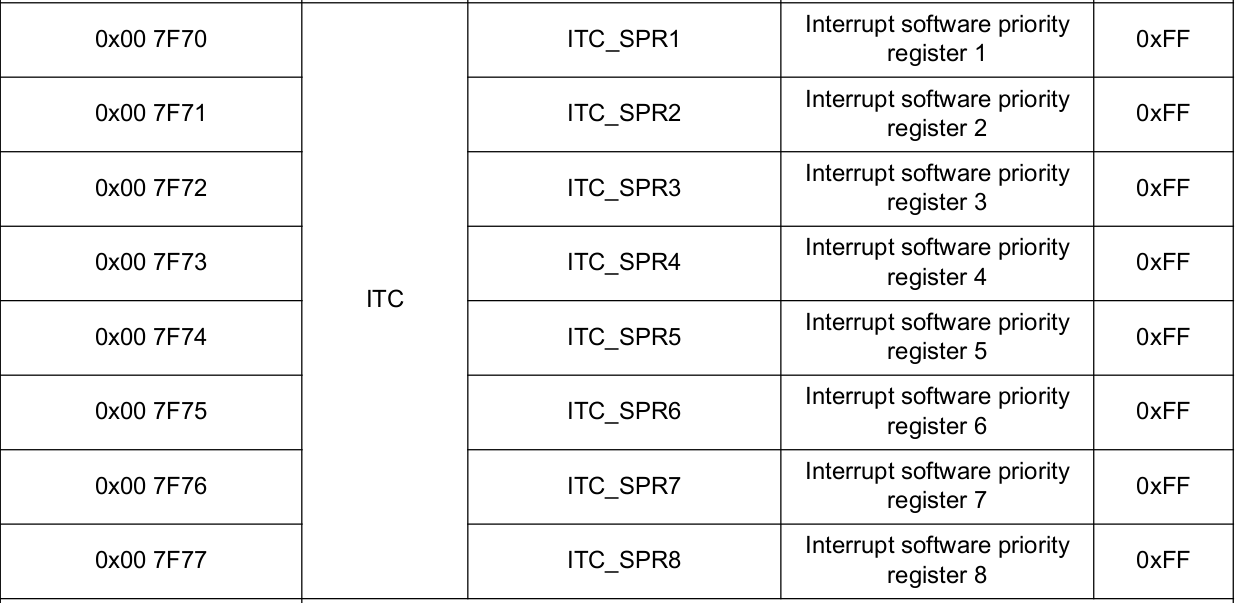 0x00 7F70
ITC_SPR1
Interrupt software priority
register 1
0xFF
0x00 7F71
ITC_SPR2
Interrupt software priority
register 2
0xFF
0x00 7F72
ITC_SPR3
Interrupt software priority
register 3
0xFF
0x00 7F73
ITC_SPR4
Interrupt software priority
register 4
0xFF
ITC
0x00 7F74
ITC_SPR5
Interrupt software priority
register 5
0xFF
0x00 7F75
ITC_SPR6
Interrupt software priority
register 6
0xFF
0x00 7F76
ITC_SPR7
Interrupt software priority
register 7
0xFF
0x00 7F77
ITC_SPR8
Interrupt software priority
register 8
0xFF